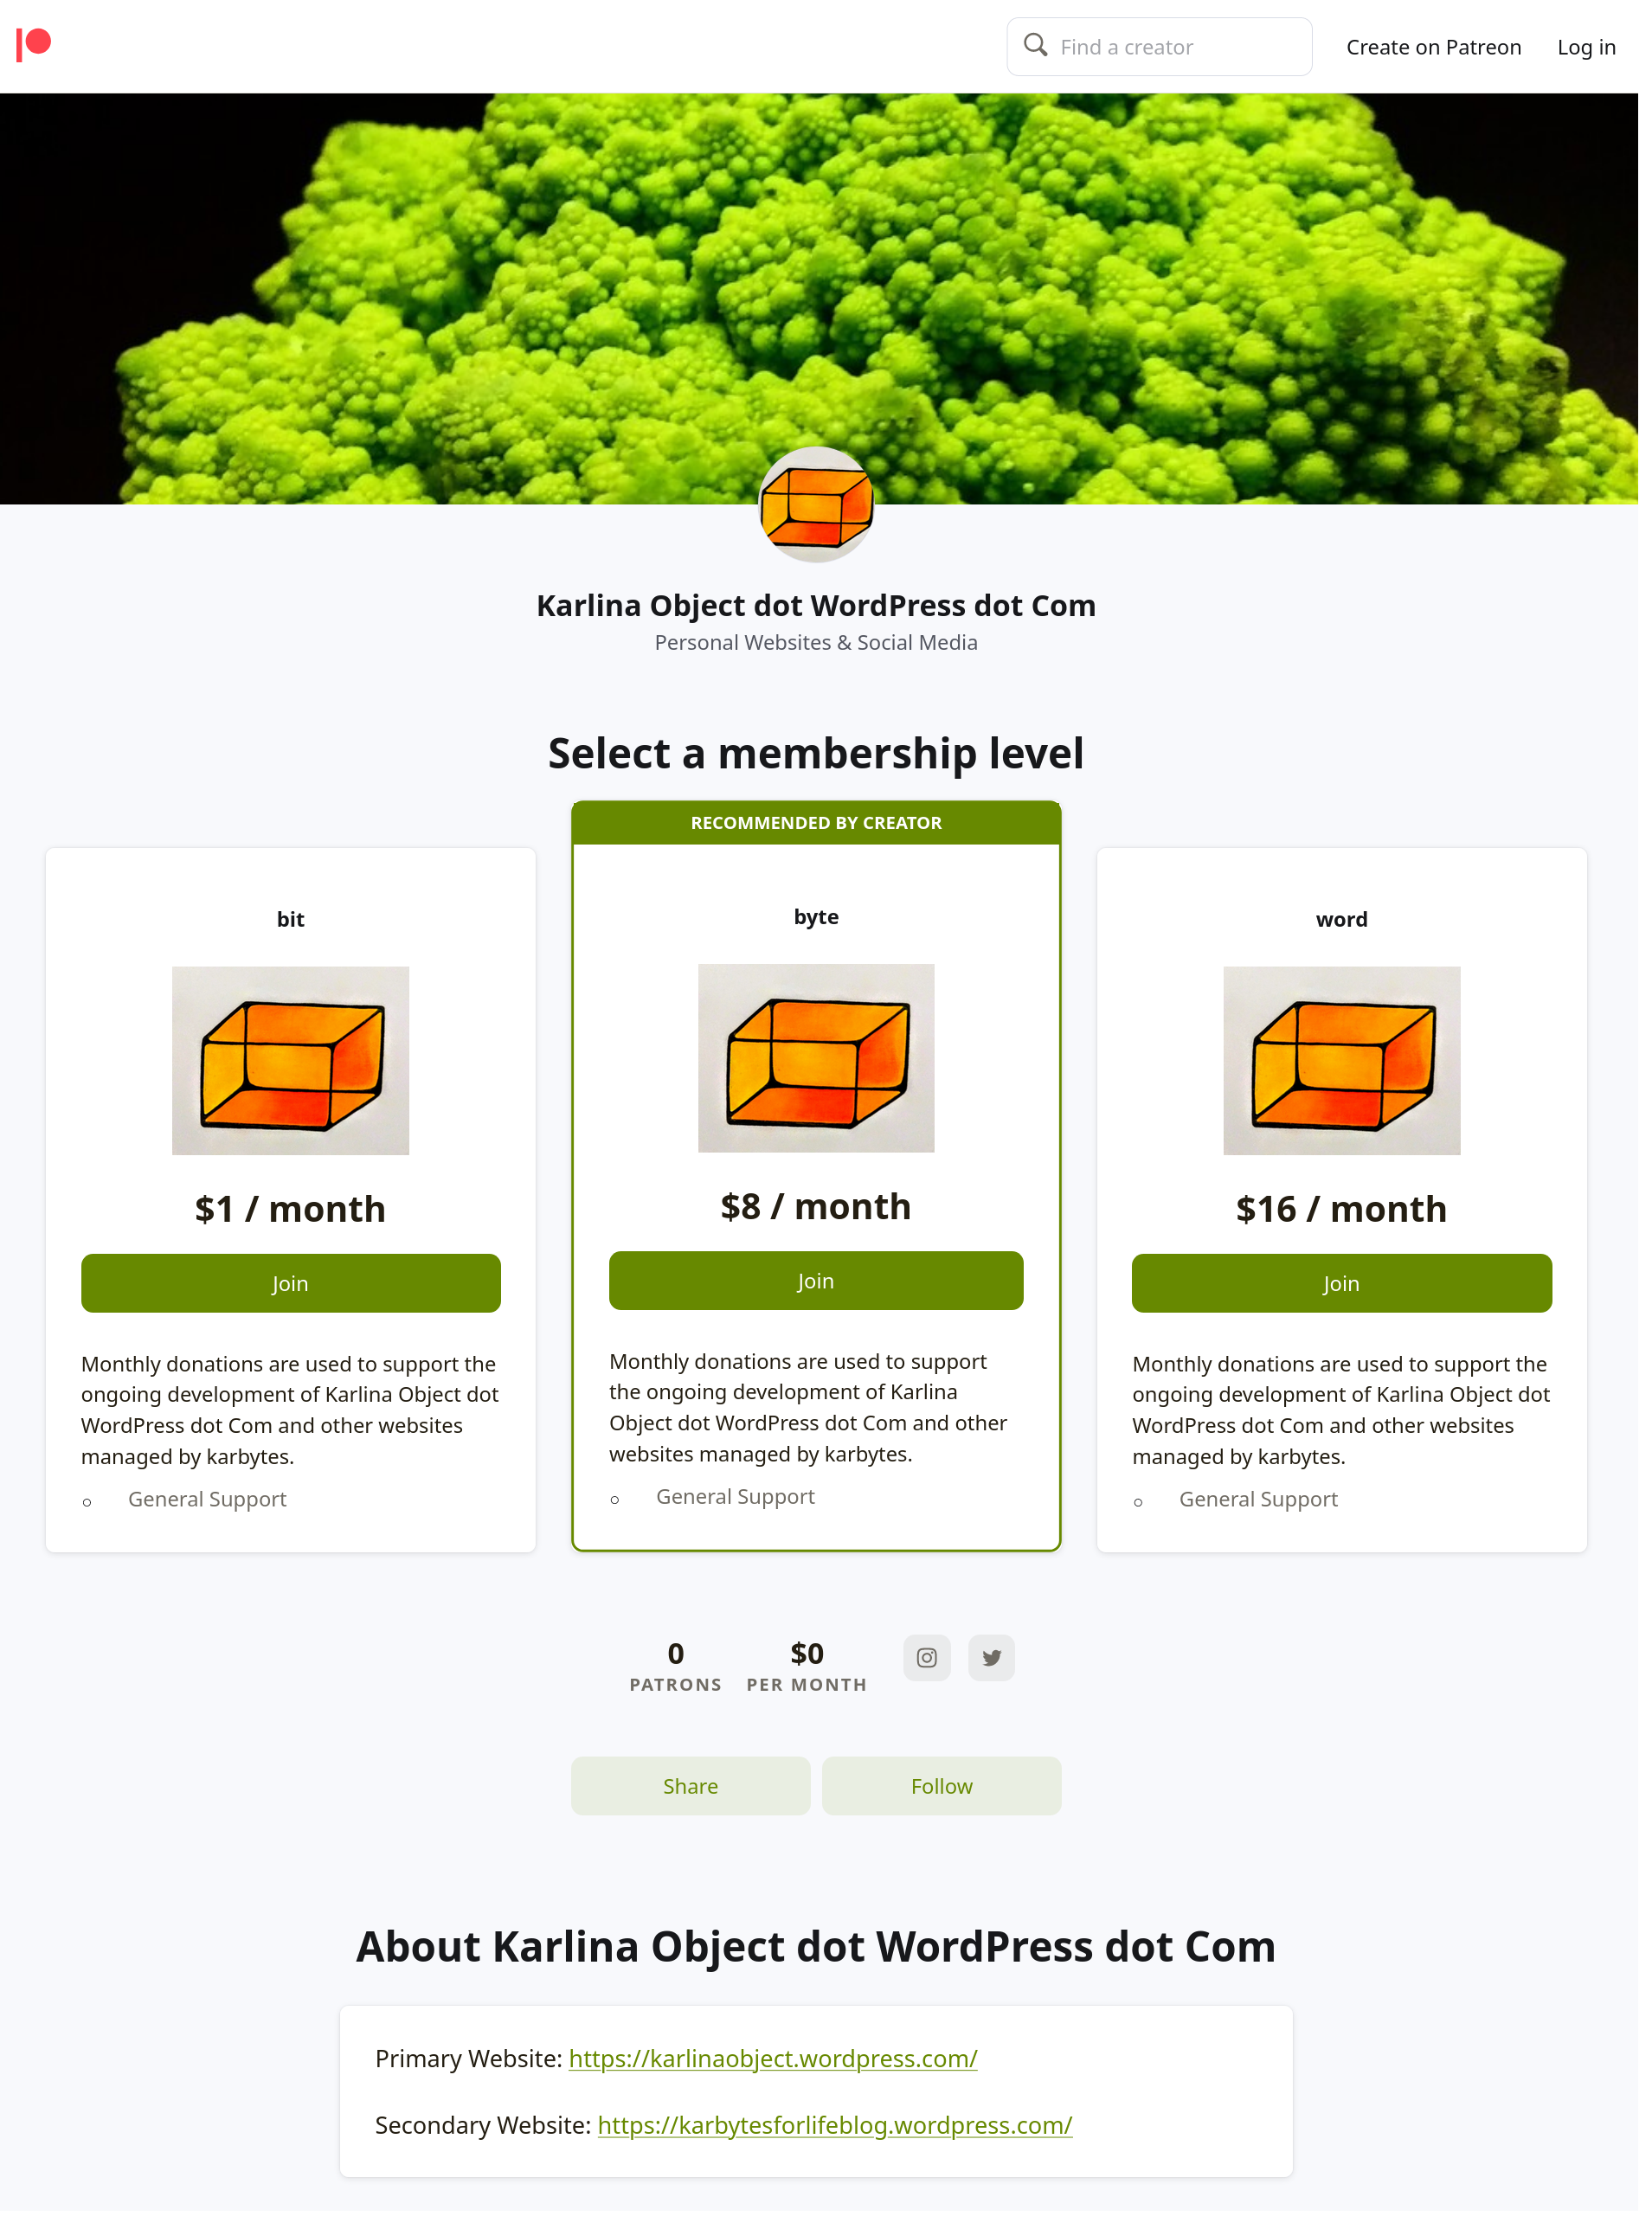 Find a creator
Create on Patreon
Log in
Karlina Object dot WordPress dot Com
Personal Websites & Social Media
Select a membership level
RECOMMENDED BY CREATOR
bit
$1 / month
Join
Monthly donations are used to support the
ongoing development of Karlina Object dot
WordPress dot Com and other websites
managed by karbytes.
General Support
byte
$8 / month
Join
Monthly donations are used to support
the ongoing development of Karlina
Object dot WordPress dot Com and other
websites managed by karbytes.
General Support
word
$16 / month
Join
Monthly donations are used to support the
ongoing development of Karlina Object dot
WordPress dot Com and other websites
managed by karbytes.
General Support
0
PATRONS
$0
PER MONTH
Share
Follow
About Karlina Object dot WordPress dot Com
Primary Website: https://karlinaobject.wordpress.com/
Secondary Website: https://karbytesforlifeblog.wordpress.com/